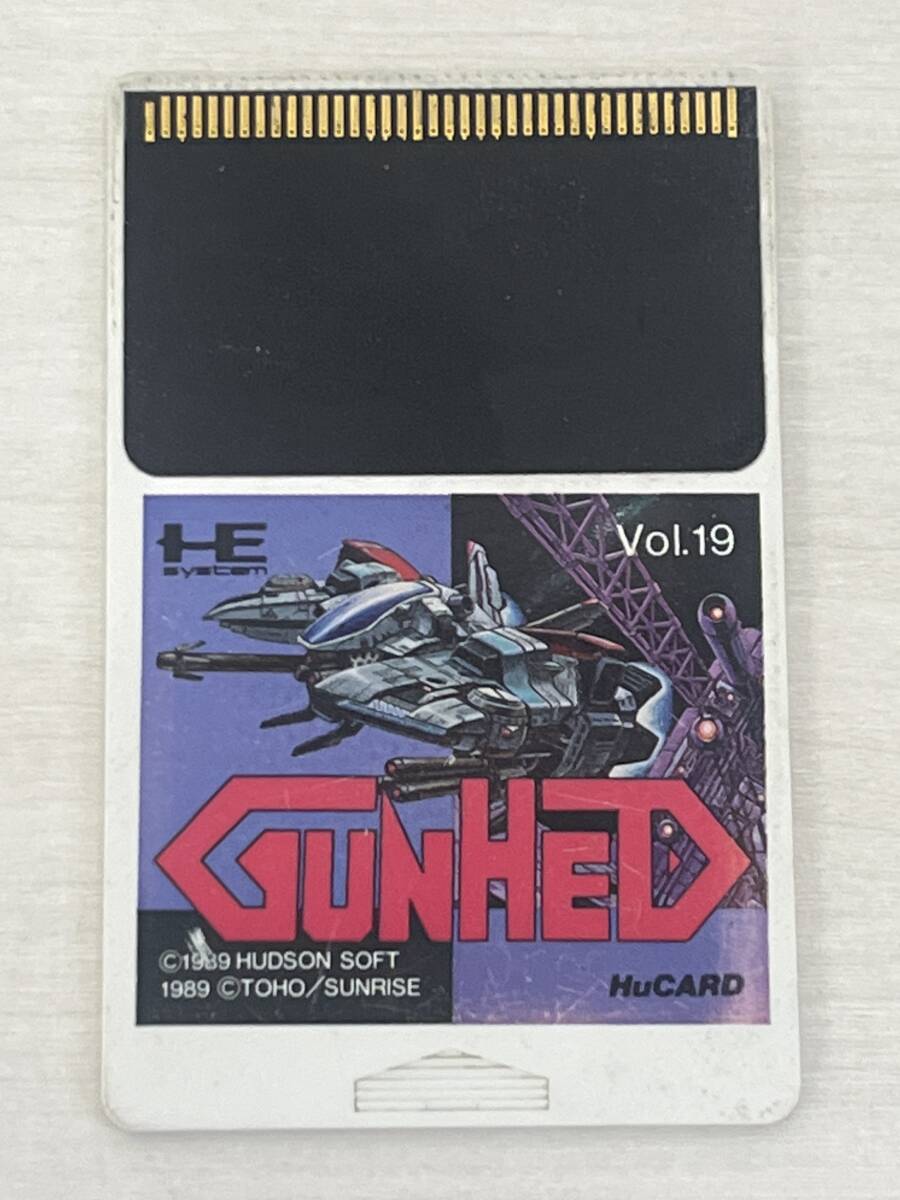 HE
system
Vol.19
GUNHED
©1989 HUDSON SOFT
1989 ©TOHO/SUNRISE
HuCARD